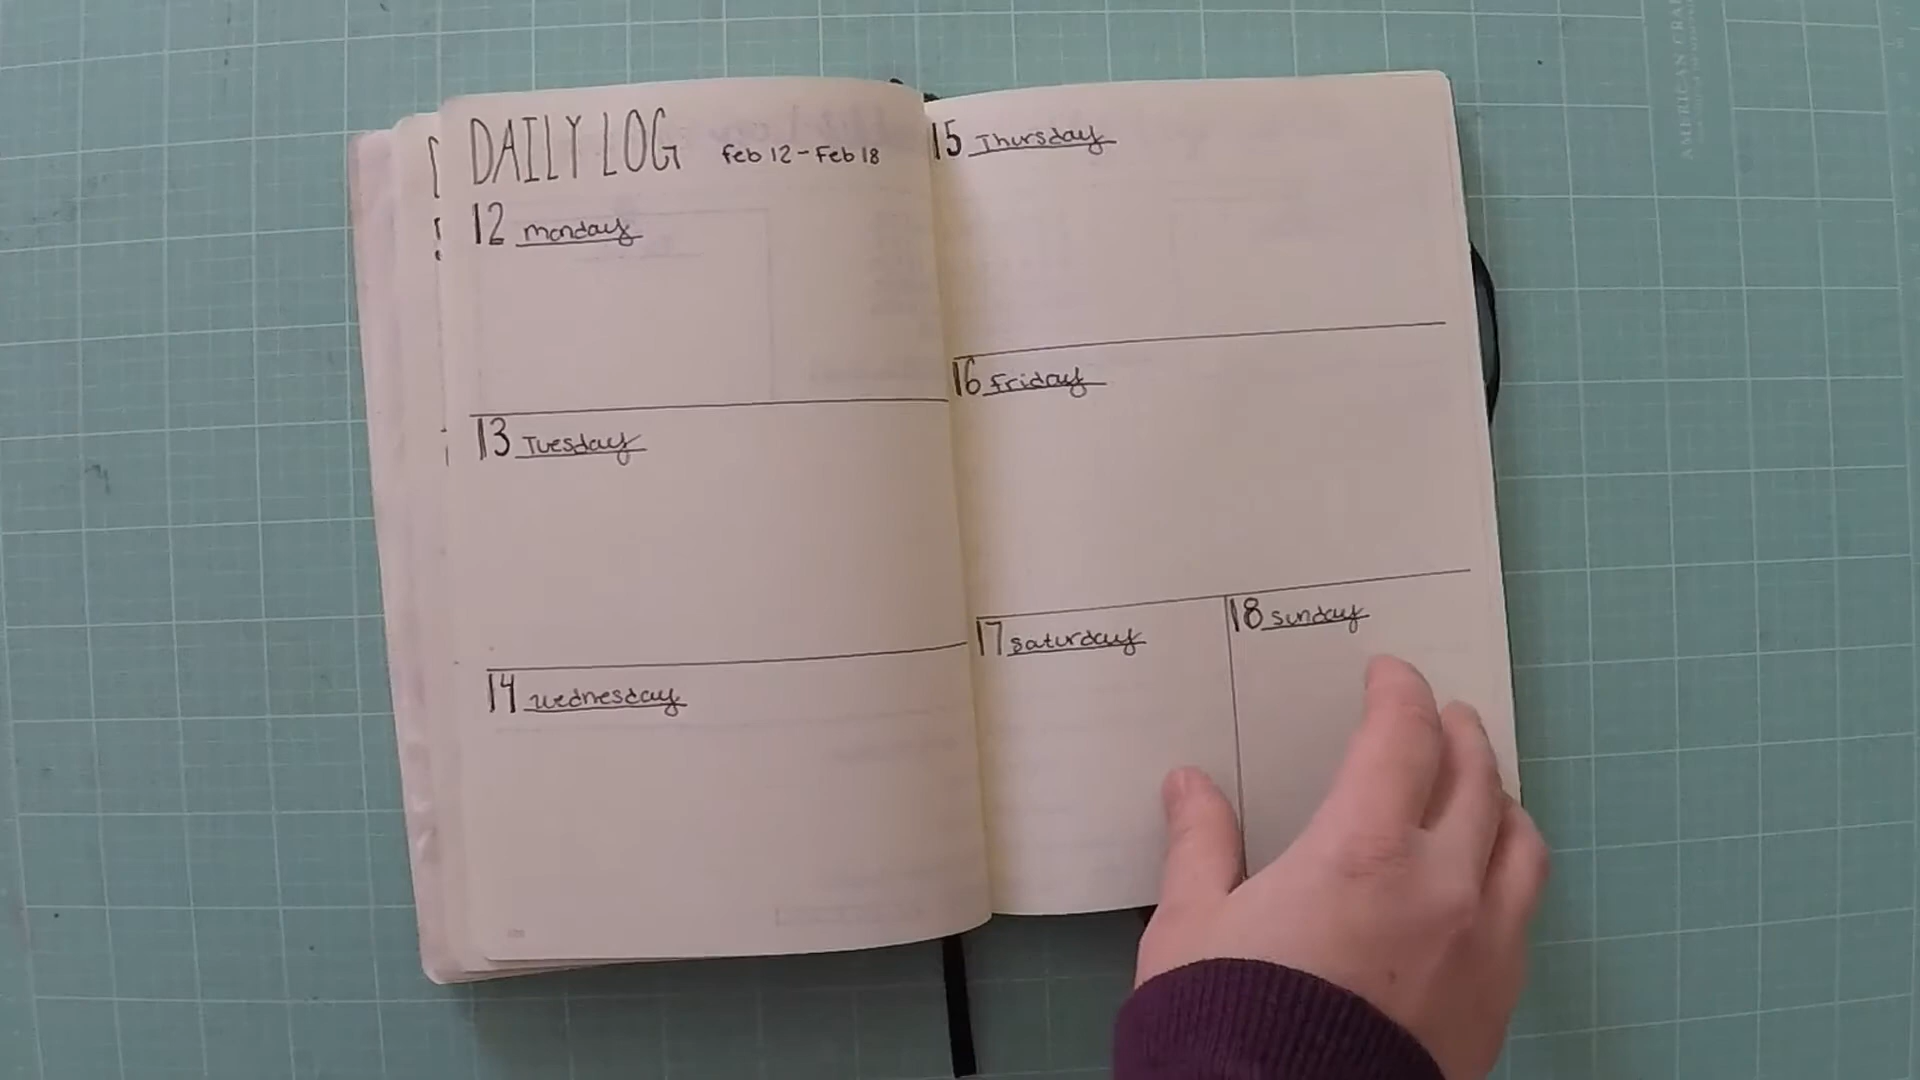 DAILY LOG feb 12 - Feb 18
12 monday
13 Tuesday
14 wednesday
15 Thursday
16 friday
17 saturday
18 sunday